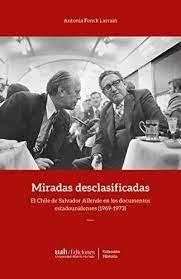 Antonia Fonck Larraín
Miradas desclasificadas
El Chile de Salvador Allende en los documentos
estadounidenses (1969-1973)
uah/Ediciones
Universidad Alberto Hurtado
Colección
Historia